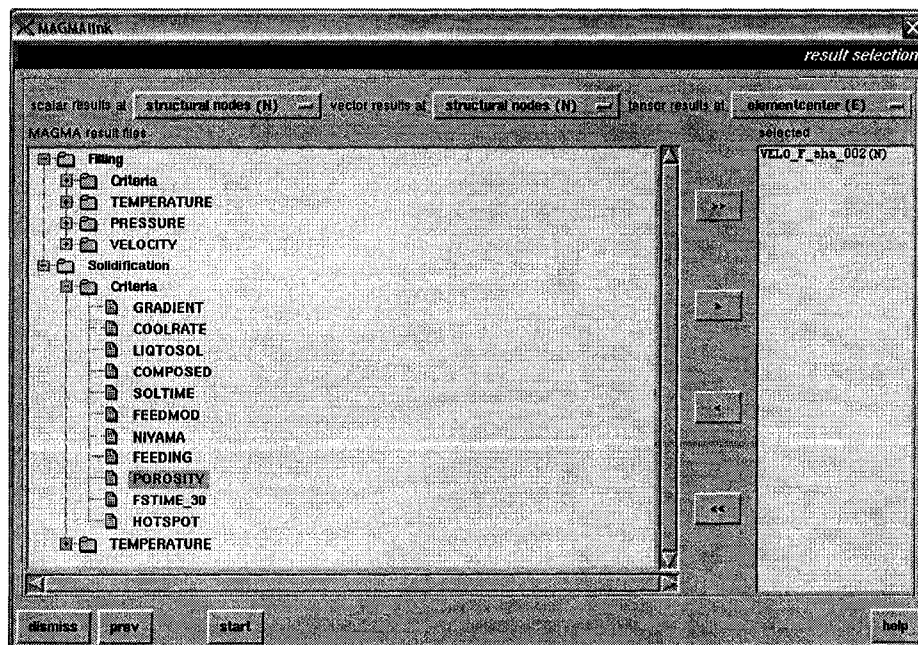 MAGMAlink
result selection
scalar results at structural nodes (N) vector results at structural nodes (N) tensor results at elementcenter (E)
MAGMA result files
selected
Filling
VELO_F_aha_002(N)
Criteria
TEMPERATURE
PRESSURE
VELOCITY
Solidification
Criteria
GRADIENT
COOLRATE
LIQTOSOL
COMPOSED
SOLTIME
FEEDMOD
NIYAMA
FEEDING
POROSITY
FSTIME_30
HOTSPOT
TEMPERATURE
>>
>
<
<<
dismiss prev start help